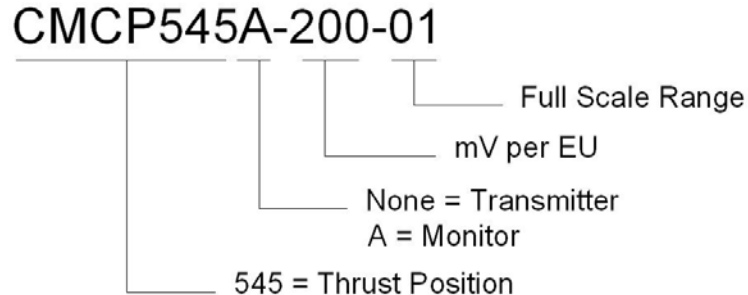 CMCP545A-200-01
Full Scale Range
mV per EU
None = Transmitter
A = Monitor
545 = Thrust Position